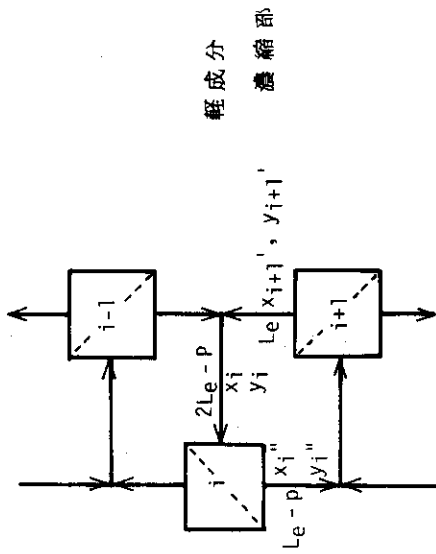 軽成分
濃縮部
i-1
2Le-P
xi
yi
Le xi+1', yi+1'
i
i+1
Le-p
xi"
yi"